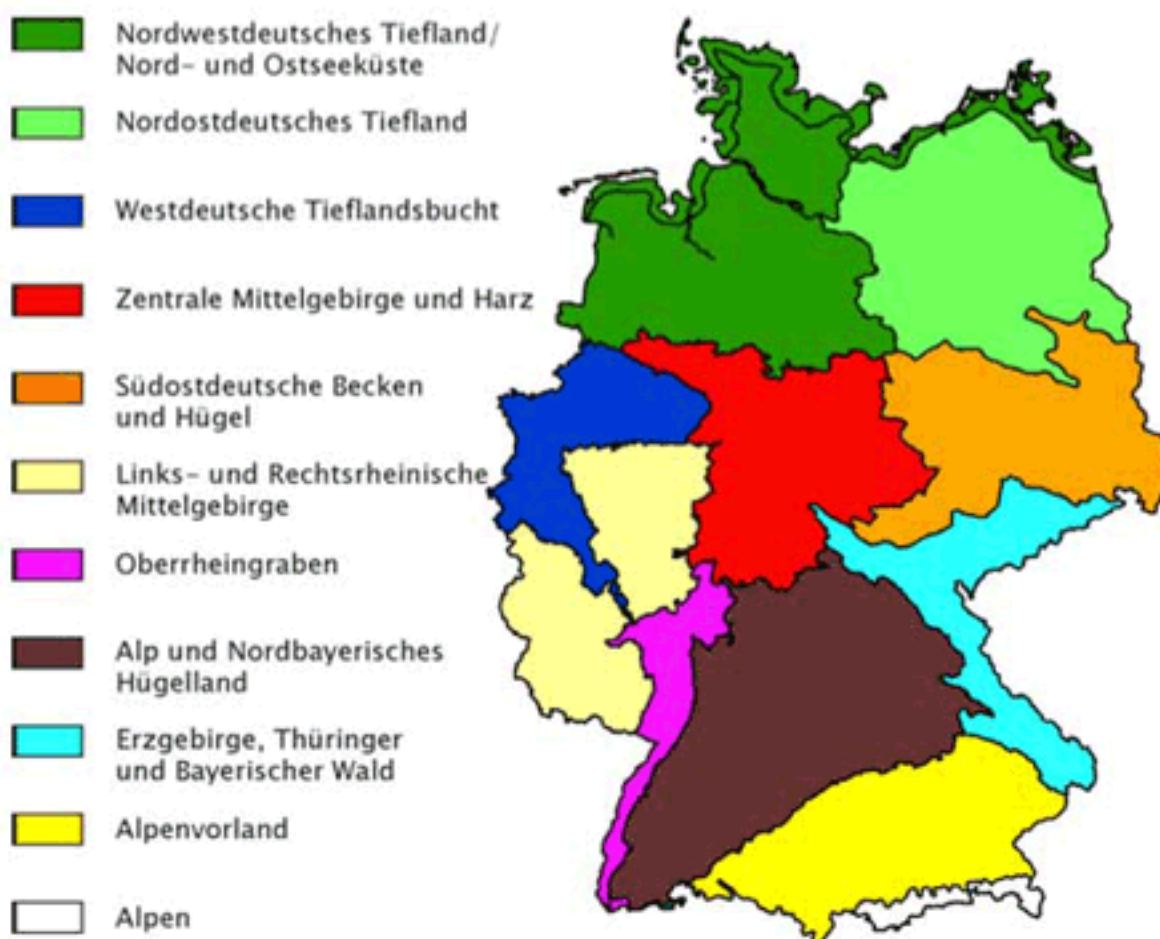 Nordwestdeutsches Tiefland/
Nord- und Ostseeküste
Nordostdeutsches Tiefland
Westdeutsche Tieflandsbucht
Zentrale Mittelgebirge und Harz
Südostdeutsche Becken
und Hügel
Links- und Rechtsrheinische
Mittelgebirge
Oberrheingraben
Alp und Nordbayerisches
Hügelland
Erzgebirge, Thüringer
und Bayerischer Wald
Alpenvorland
Alpen